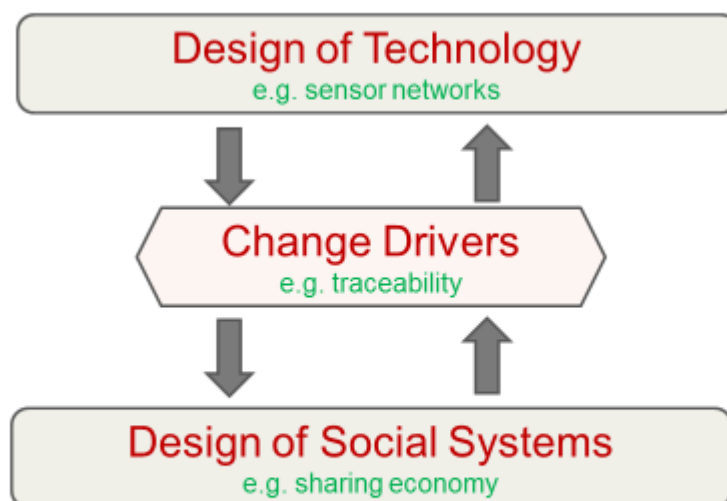 Design of Technology
e.g. sensor networks
Change Drivers
e.g. traceability
Design of Social Systems
e.g. sharing economy